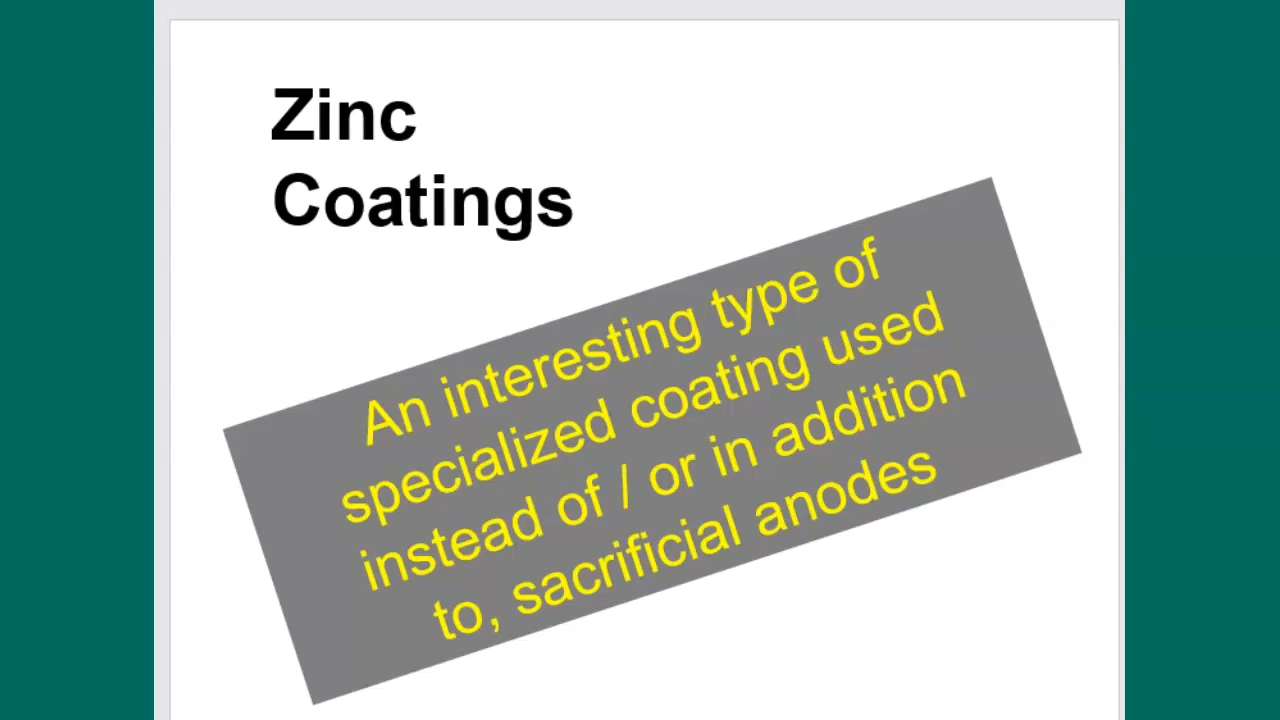 Zinc
Coatings
An interesting type of
specialized coating used
instead of / or in addition
to, sacrificial anodes